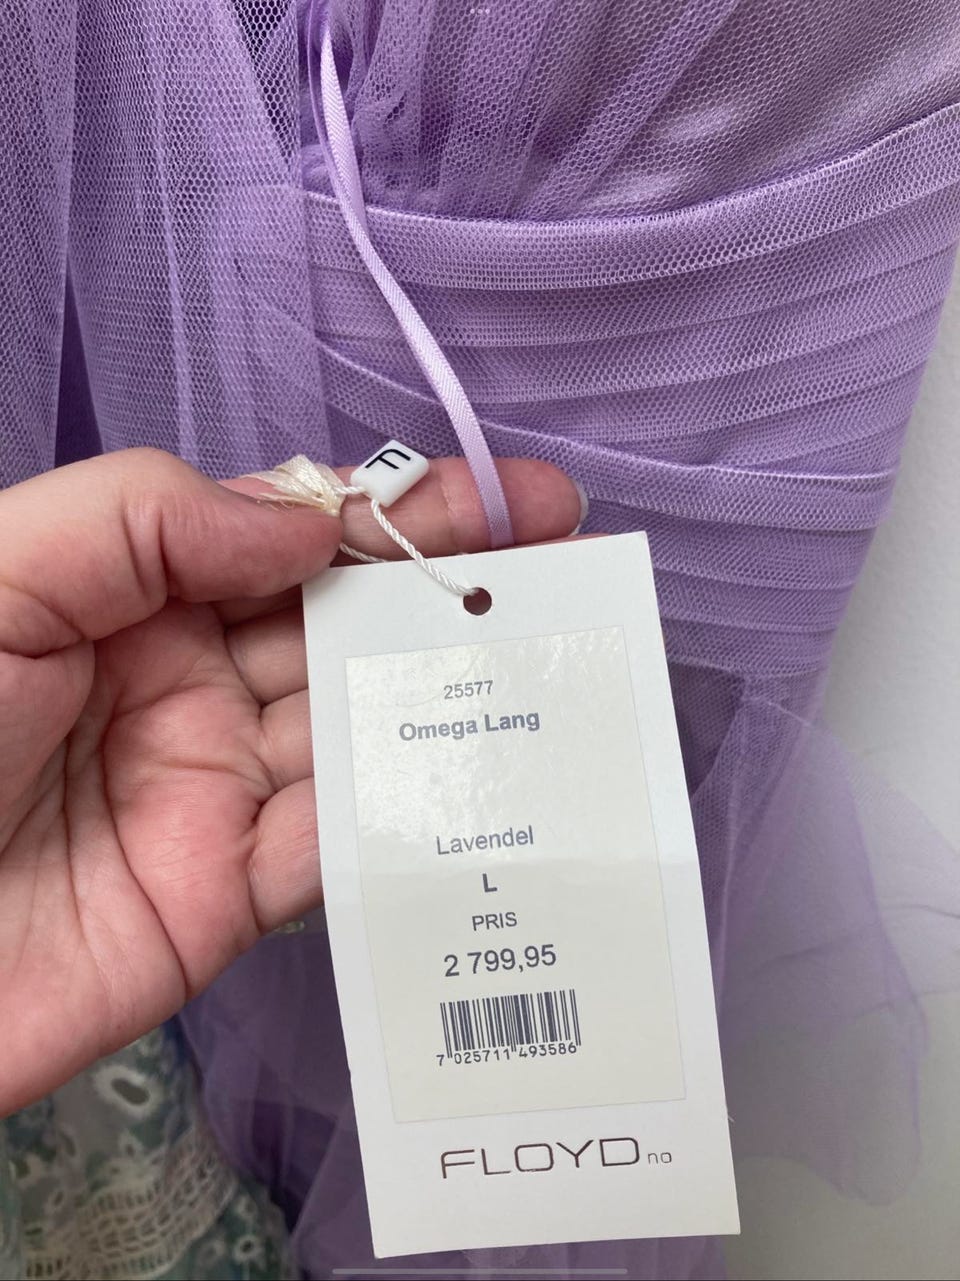 F
25577
Omega Lang
Lavendel
L
PRIS
2 799,95
7 025711 493586
FLOYD no